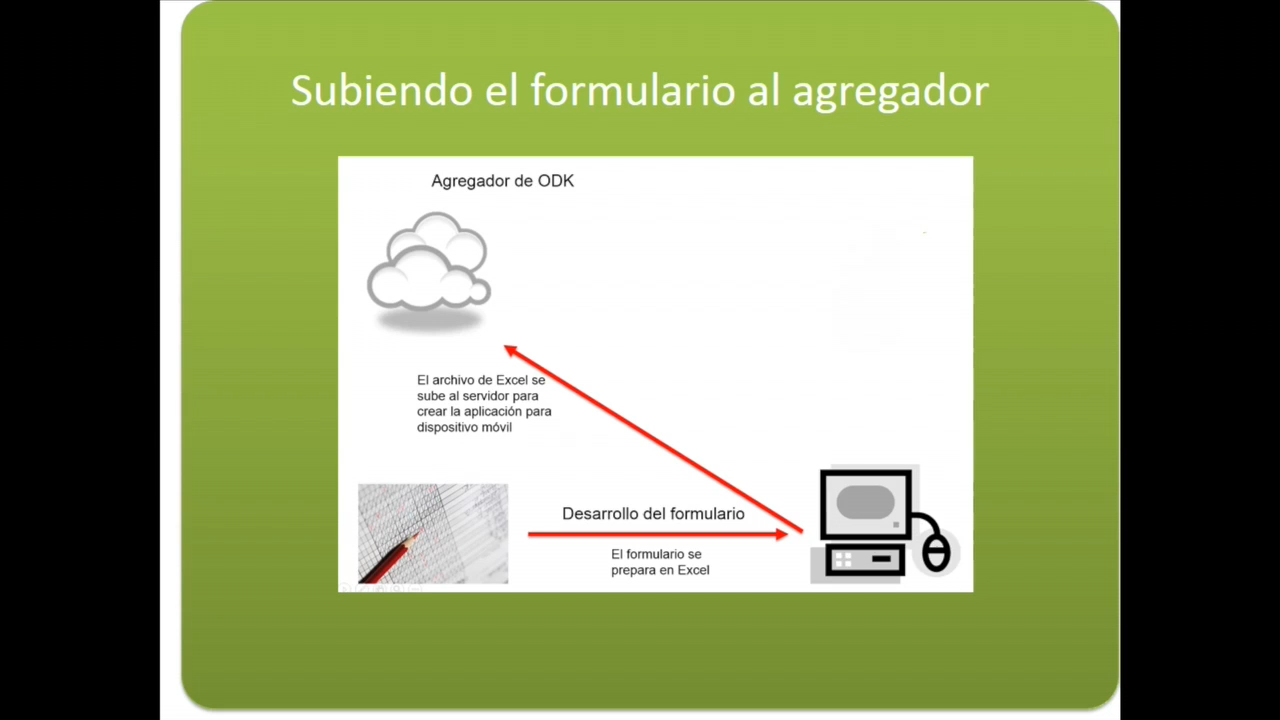 Subiendo el formulario al agregador
Agregador de ODK
El archivo de Excel se
sube al servidor para
crear la aplicación para
dispositivo móvil
Desarrollo del formulario
El formulario se
prepara en Excel